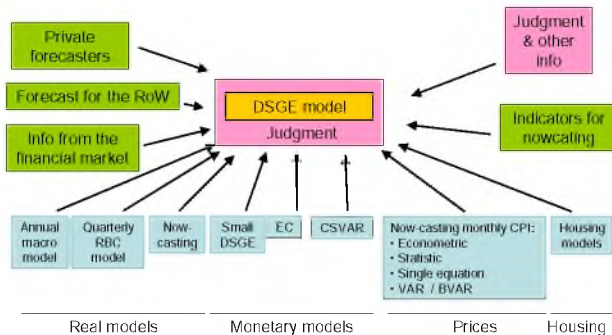 Private
forecasters
Forecast for the RoW
Info from the
financial market
DSGE model
Judgment
Judgment
& other
info
Indicators for
nowcating
Annual
macro
model
Quarterly
RBC
model
Now-
casting
Small
DSGE
EC
CSVAR
Now-casting monthly CPI:
• Econometric
• Statistic
• Single equation
• VAR / BVAR
Housing
models
Real models
Monetary models
Prices
Housing